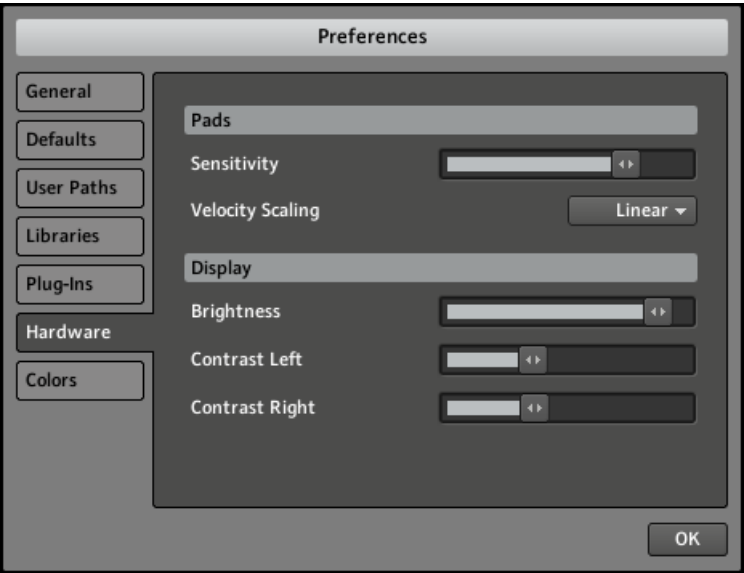 Preferences
General
Defaults
User Paths
Libraries
Plug-Ins
Hardware
Colors
Pads
Sensitivity
Velocity Scaling
Linear
Display
Brightness
Contrast Left
Contrast Right
OK